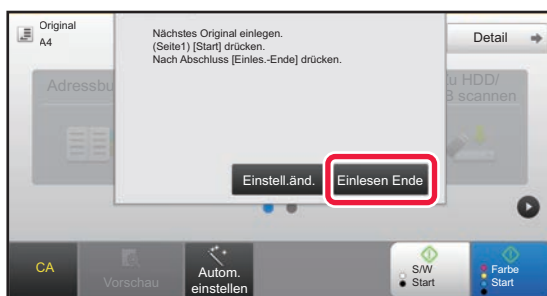 Original
A4
Nächstes Original einlegen.
(Seite1) [Start] drücken.
Nach Abschluss [Einles.-Ende] drücken.
Detail
Adressbu
u HDD/
B scannen
Einstell.änd.
Einlesen Ende
CA
Vorschau
Autom.
einstellen
S/W
Start
Farbe
Start